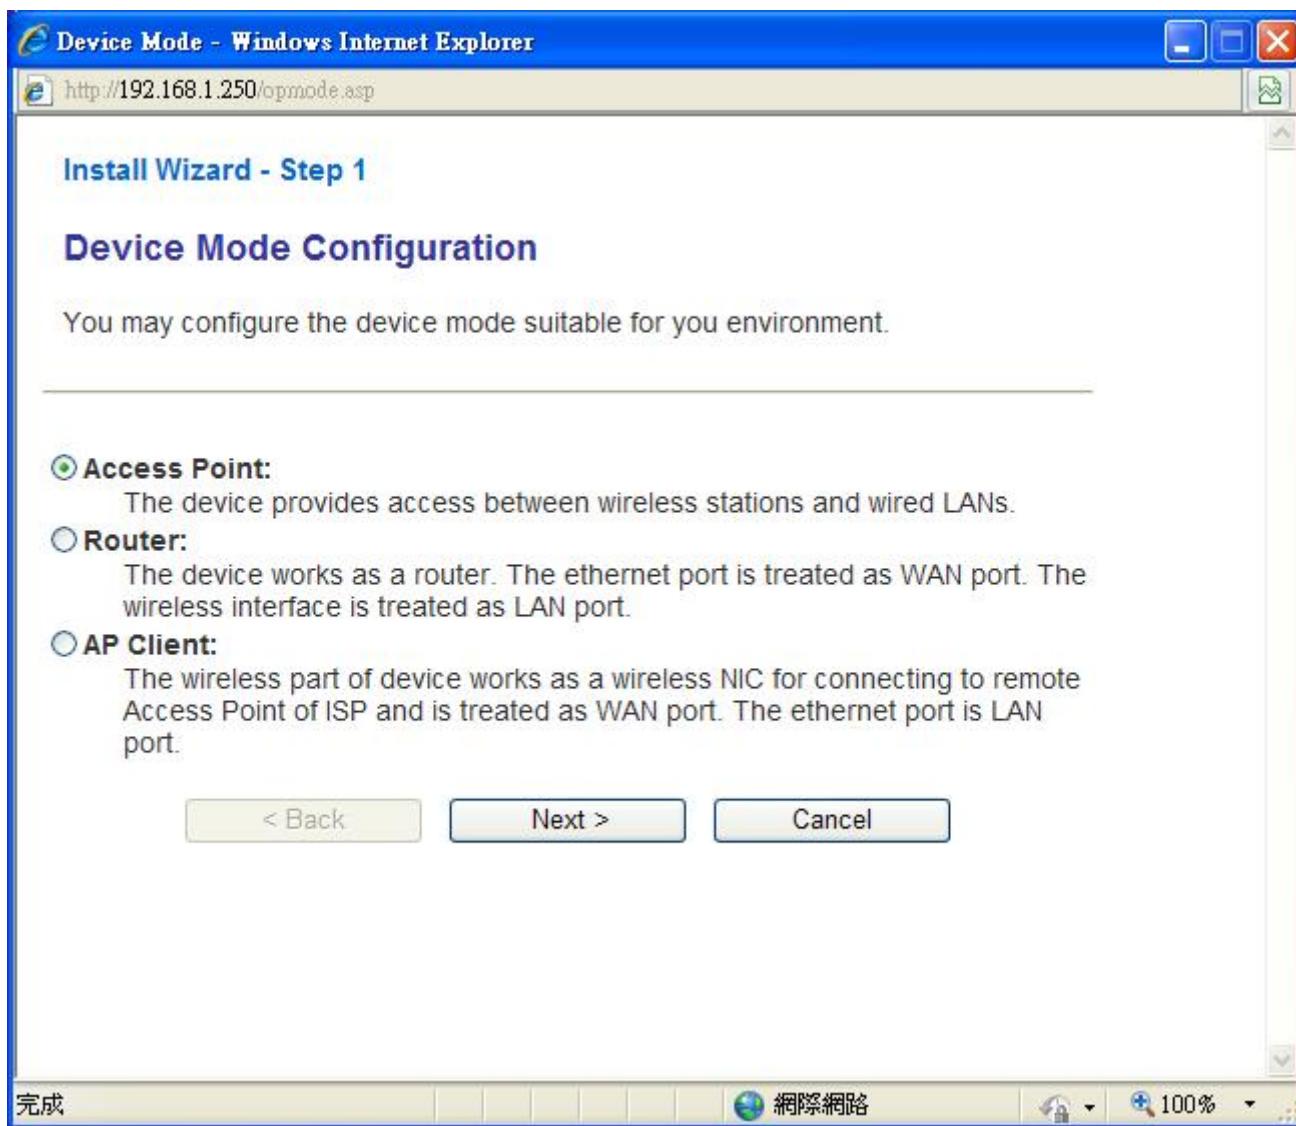 Device Mode - Windows Internet Explorer
http://192.168.1.250/opmode.asp
Install Wizard - Step 1
Device Mode Configuration
You may configure the device mode suitable for you environment.
Access Point:
The device provides access between wireless stations and wired LANs.
Router:
The device works as a router. The ethernet port is treated as WAN port. The
wireless interface is treated as LAN port.
AP Client:
The wireless part of device works as a wireless NIC for connecting to remote
Access Point of ISP and is treated as WAN port. The ethernet port is LAN
port.
< Back Next > Cancel
完成 網際網路 100%